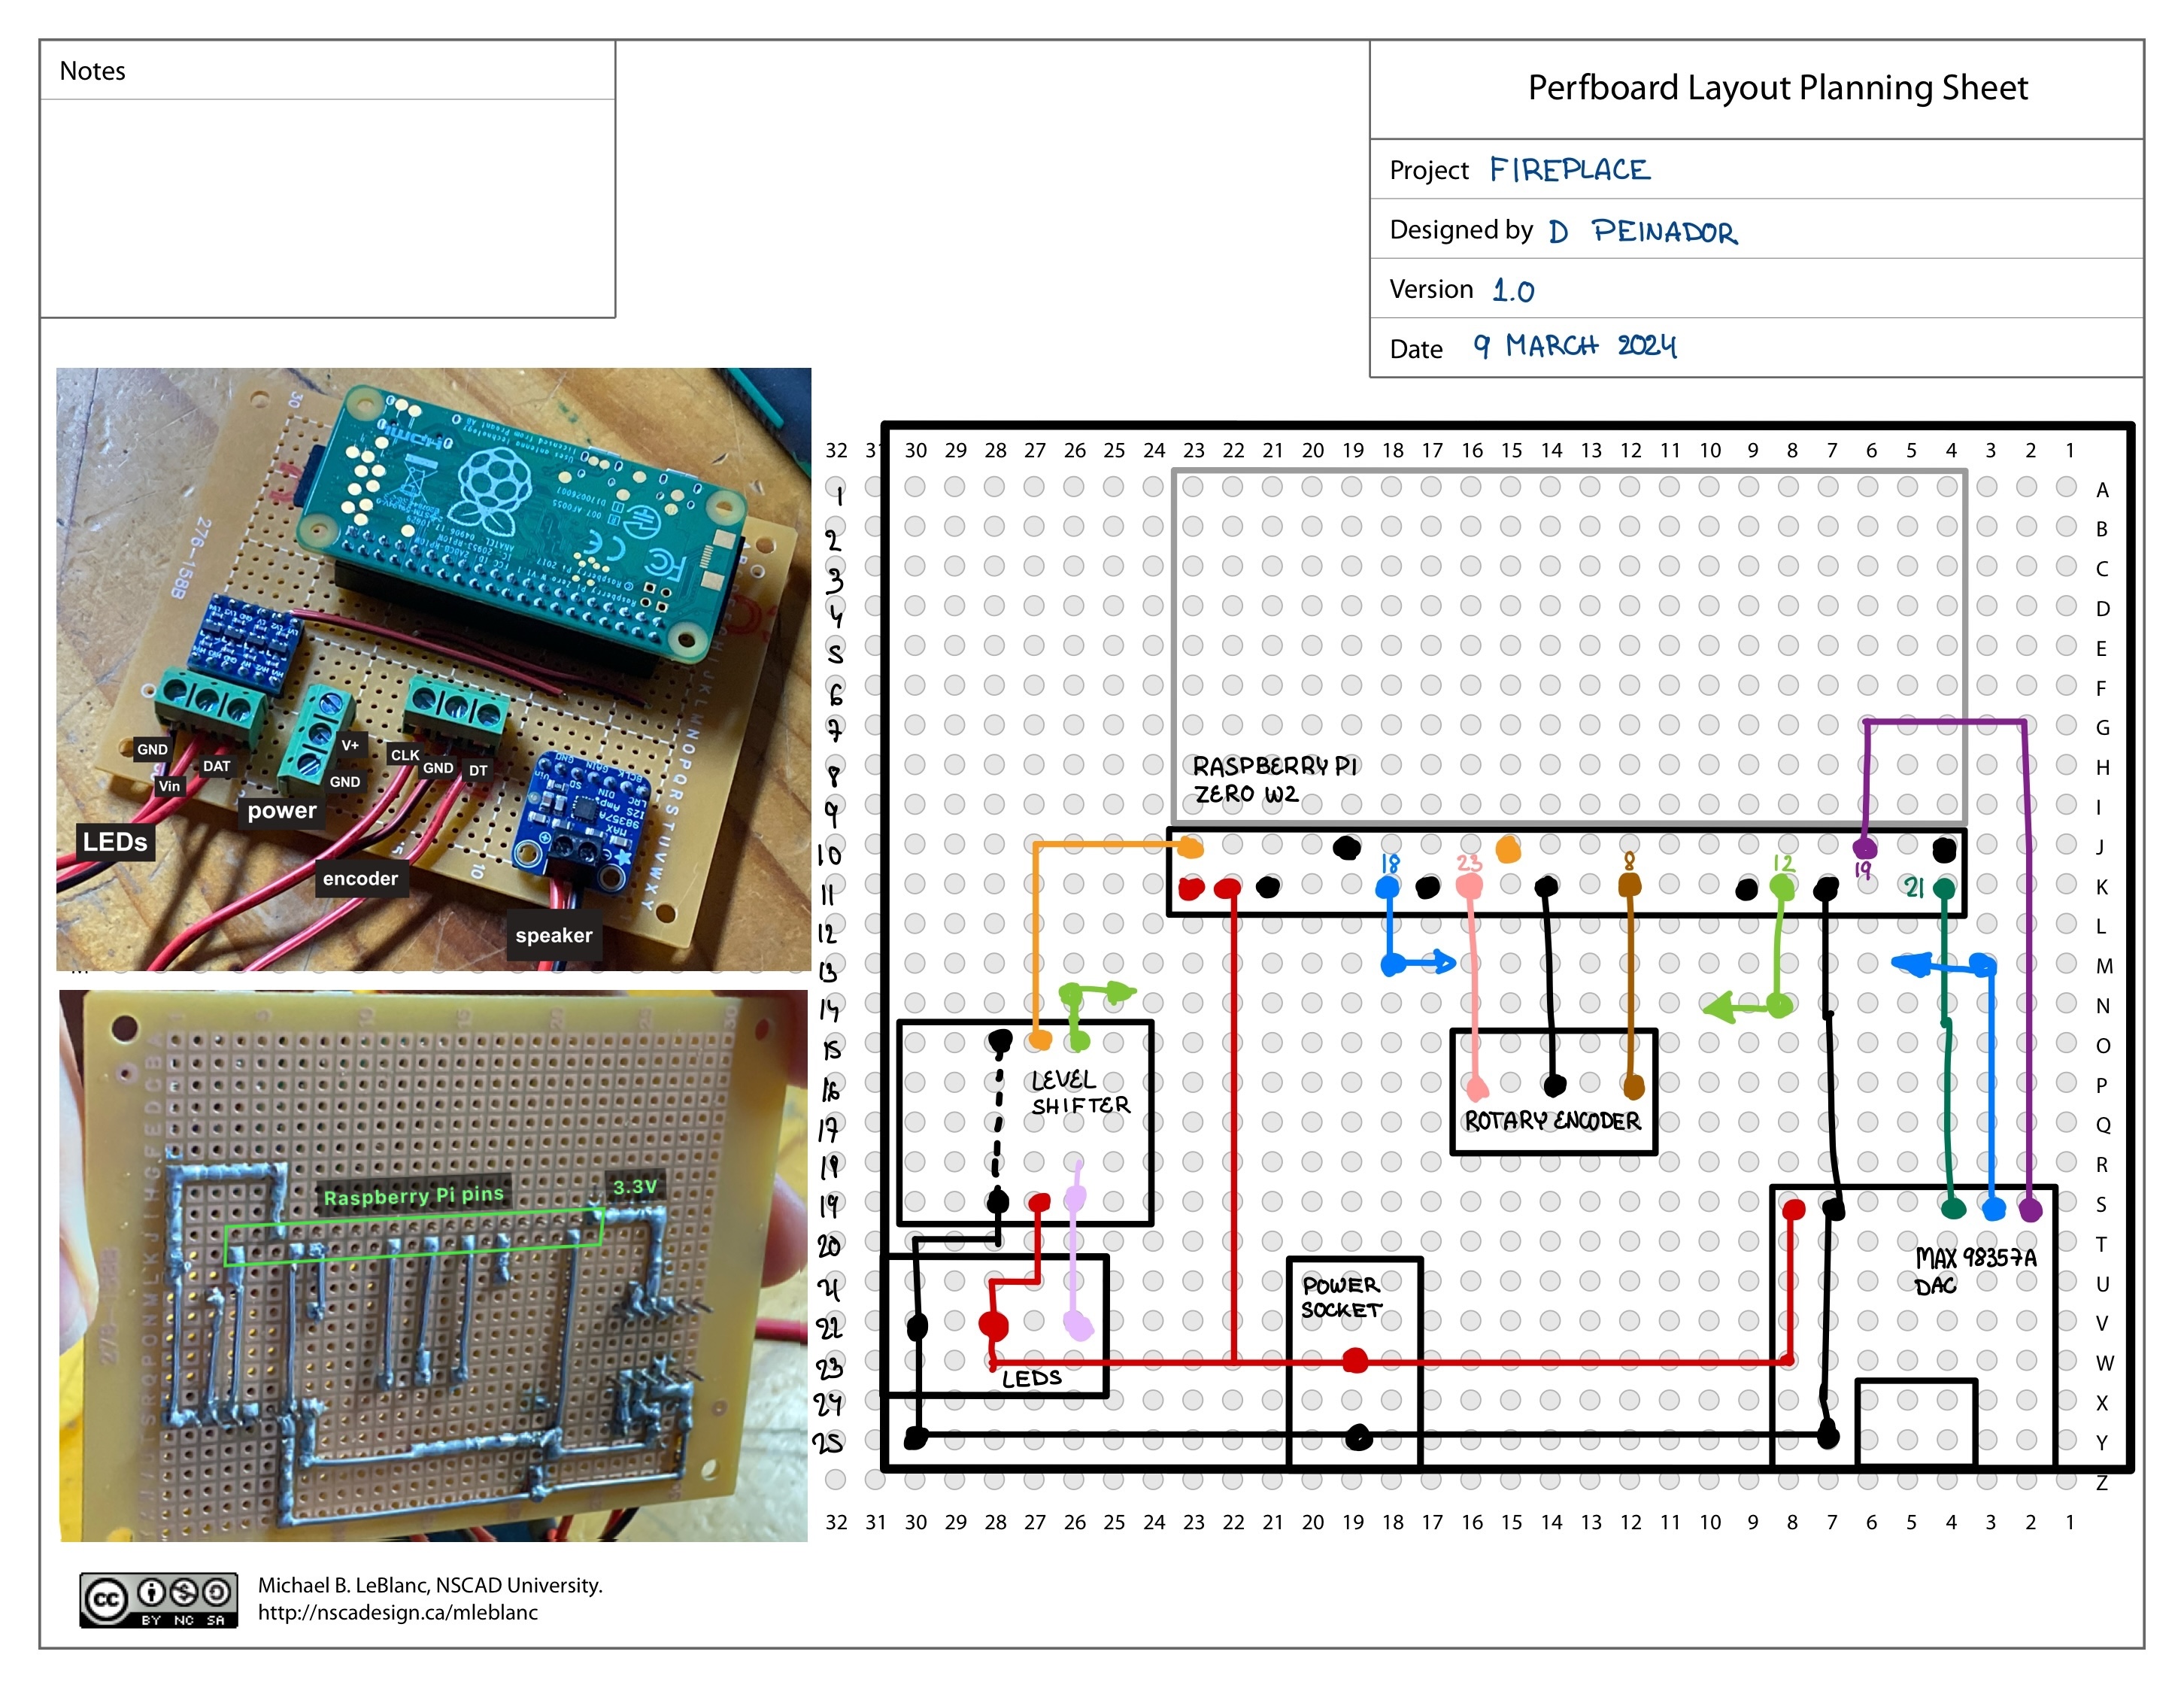 Notes
Perfboard Layout Planning Sheet
Project FIREPLACE
Designed by D PEINADOR
Version 1.0
Date 9 MARCH 2024
30
276-158B
GND
Vin
DAT
LEDs
V+
GND
power
CLK
GND
DT
encoder
speaker
10
Raspberry Pi pins
3.3V
32 31 30 29 28 27 26 25 24 23 22 21 20 19 18 17 16 15 14 13 12 11 10 9 8 7 6 5 4 3 2 1
1 A
2 B
3 C
4 D
5 E
6 F
7 G
8 H
9 I
RASPBERRY PI
ZERO W2
10 J
18 23 8 12 19
11 21 K
12 L
13 M
14 N
15 O
LEVEL
SHIFTER
16 P
ROTARY ENCODER
17 Q
18 R
19 S
20 T
MAX 98357A
DAC
21 U
POWER
SOCKET
22 V
23 W
LEDS
24 X
25 Y
Z
32 31 30 29 28 27 26 25 24 23 22 21 20 19 18 17 16 15 14 13 12 11 10 9 8 7 6 5 4 3 2 1
cc BY NC SA
Michael B. LeBlanc, NSCAD University.
http://nscadesign.ca/mleblanc